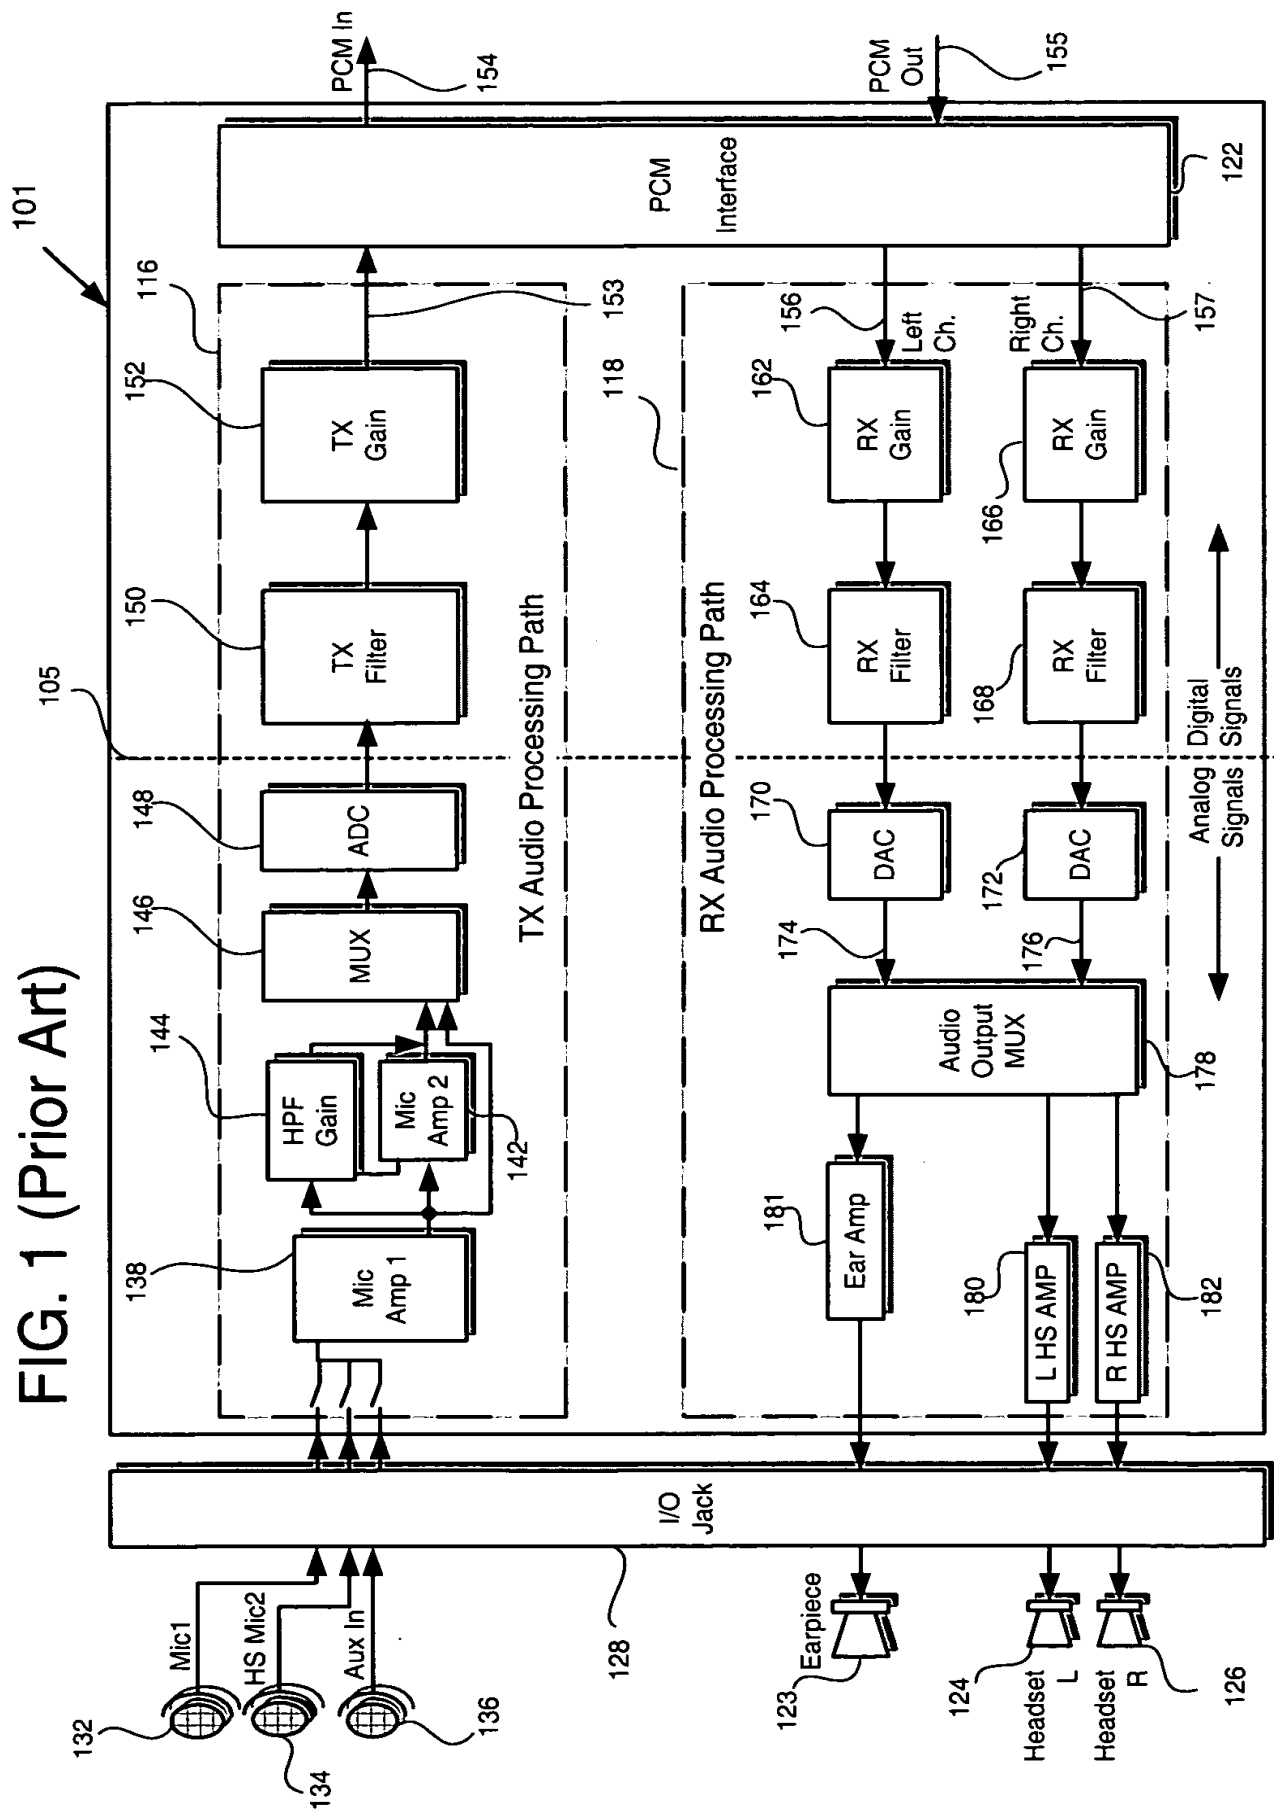 FIG. 1 (Prior Art)
101
105
132
Mic1
134
HS Mic2
136
Aux In
128
I/O
Jack
138
Mic
Amp 1
144
HPF
Gain
Mic
Amp 2
142
146
MUX
148
ADC
150
TX
Filter
152
TX
Gain
116
153
TX Audio Processing Path
PCM In
154
PCM
Interface
122
PCM
Out
155
118
RX Audio Processing Path
123
Earpiece
181
Ear Amp
124
Headset
L
180
L HS AMP
Headset
R
126
R HS AMP
182
Audio
Output
MUX
178
174
170
DAC
164
RX
Filter
162
RX
Gain
156
Left
Ch.
176
172
DAC
168
RX
Filter
166
RX
Gain
Right
Ch.
157
Analog
Signals
Digital
Signals